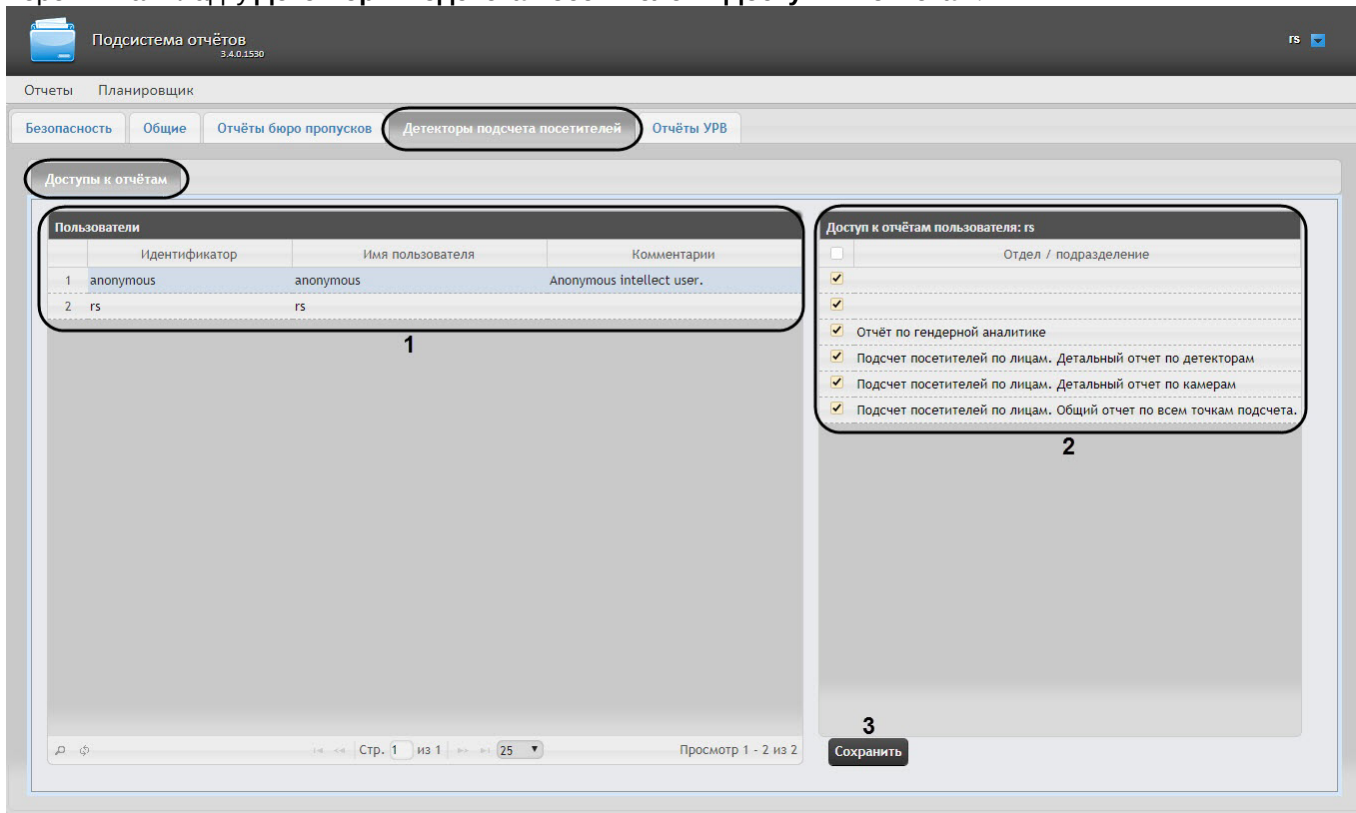 Подсистема отчётов
3.4.0.1530
rs
Отчеты Планировщик
Безопасность Общие Отчёты бюро пропусков Детекторы подсчета посетителей Отчёты УРВ
Доступы к отчётам
Пользователи
Идентификатор Имя пользователя Комментарии
1 anonymous anonymous Anonymous intellect user.
2 rs rs
1
Доступ к отчётам пользователя: rs
Отдел / подразделение
Отчёт по гендерной аналитике
Подсчет посетителей по лицам. Детальный отчет по детекторам
Подсчет посетителей по лицам. Детальный отчет по камерам
Подсчет посетителей по лицам. Общий отчет по всем точкам подсчета.
2
3
Стр. 1 из 1 25 Просмотр 1 - 2 из 2
Сохранить